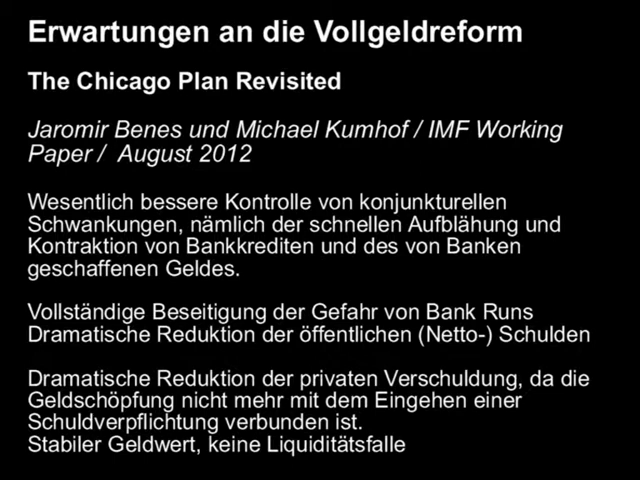 Erwartungen an die Vollgeldreform
The Chicago Plan Revisited
Jaromir Benes und Michael Kumhof / IMF Working
Paper / August 2012
Wesentlich bessere Kontrolle von konjunkturellen
Schwankungen, nämlich der schnellen Aufblähung und
Kontraktion von Bankkrediten und des von Banken
geschaffenen Geldes.
Vollständige Beseitigung der Gefahr von Bank Runs
Dramatische Reduktion der öffentlichen (Netto-) Schulden
Dramatische Reduktion der privaten Verschuldung, da die
Geldschöpfung nicht mehr mit dem Eingehen einer
Schuldverpflichtung verbunden ist.
Stabiler Geldwert, keine Liquiditätsfalle